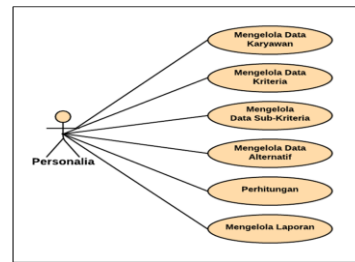 Mengelola Data
Karyawan
Mengelola Data
Kriteria
Mengelola
Data Sub-Kriteria
Mengelola Data
Alternatif
Personalia
Perhitungan
Mengelola Laporan